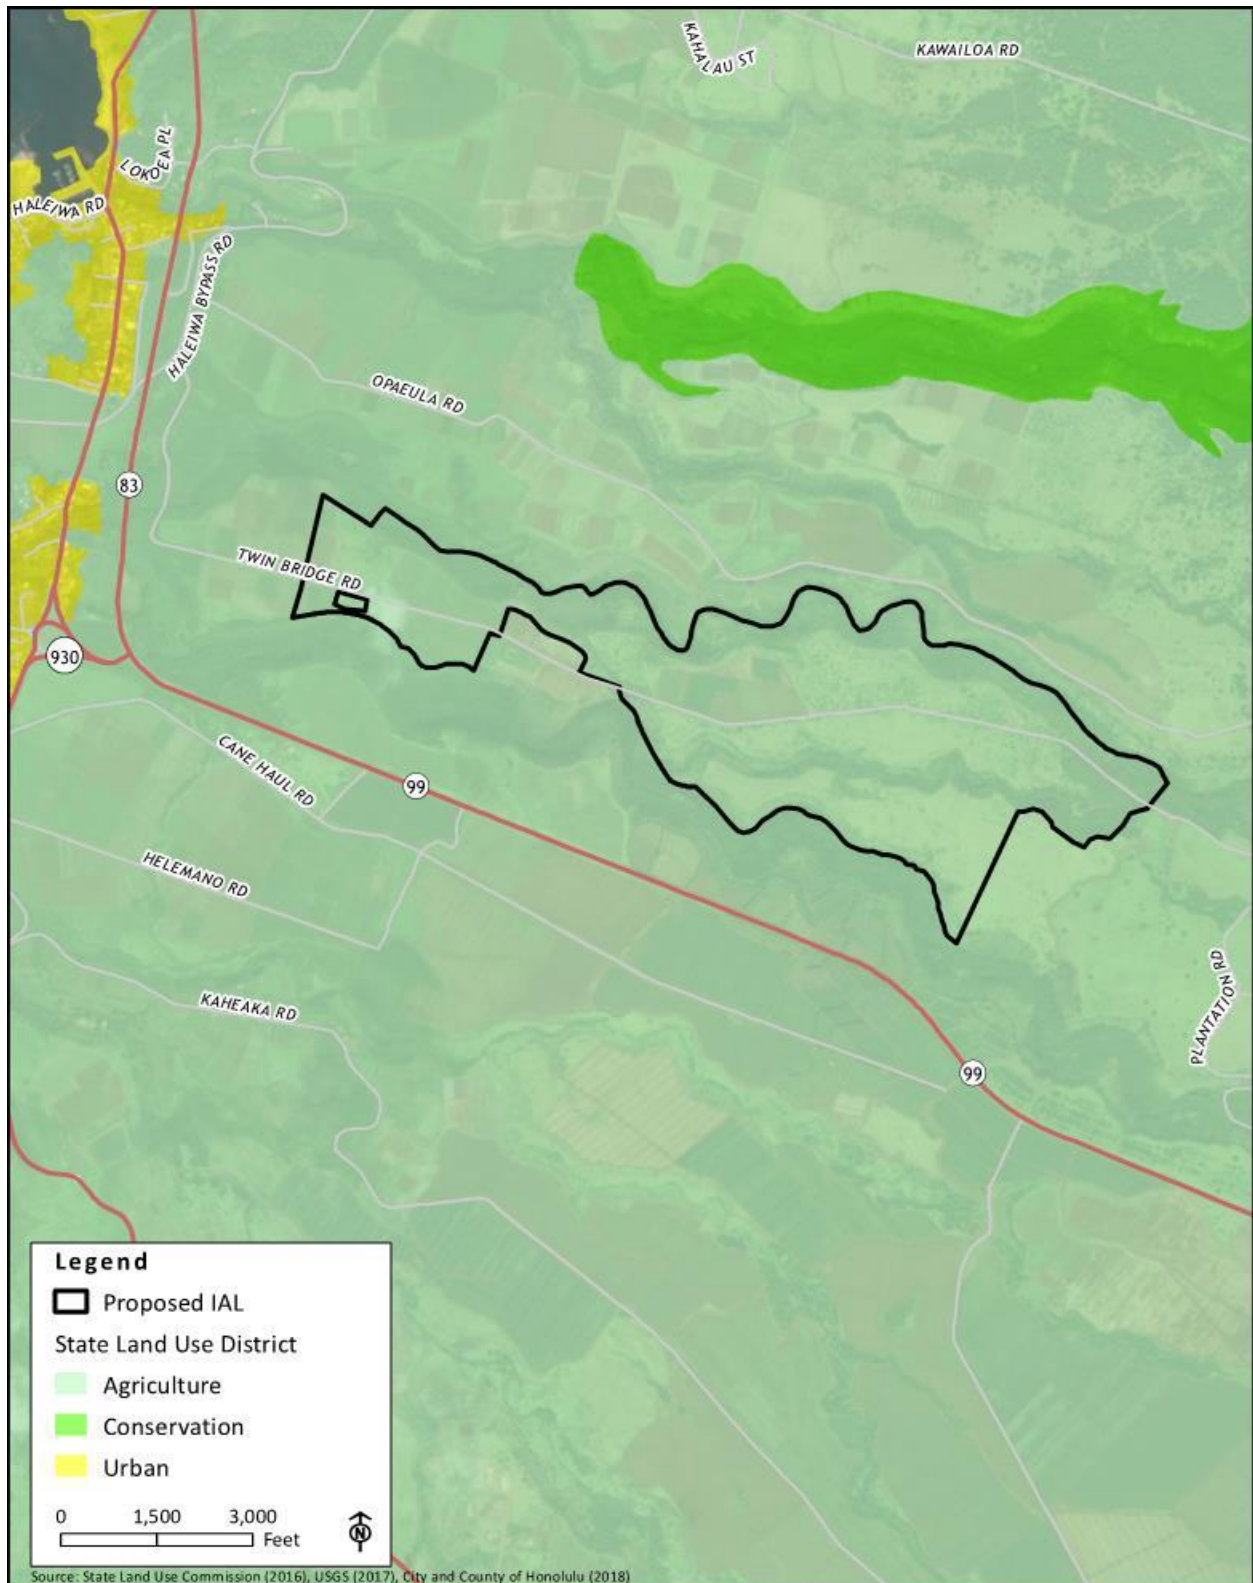 KAHALAU ST
KAWAILOA RD
LOKOEA PL
HALEIWA RD
HALEIWA BYPASS RD
OPAEULA RD
83
TWIN BRIDGE RD
930
CANE HAUL RD
99
HELEMANO RD
PLANTATION RD
KAHEAKA RD
99
Legend
Proposed IAL
State Land Use District
Agriculture
Conservation
Urban
0 1,500 3,000
Feet
N
Source: State Land Use Commission (2016), USGS (2017), City and County of Honolulu (2018)